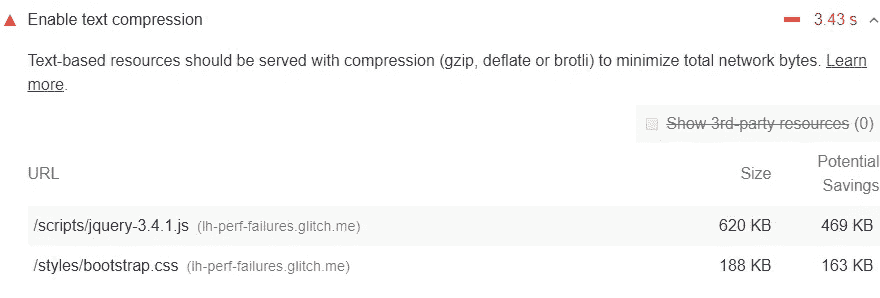 Enable text compression 3.43 s
Text-based resources should be served with compression (gzip, deflate or brotli) to minimize total network bytes. Learn
more.
Show 3rd-party resources (0)
URL Size Potential
Savings
/scripts/jquery-3.4.1.js (lh-perf-failures.glitch.me) 620 KB 469 KB
/styles/bootstrap.css (lh-perf-failures.glitch.me) 188 KB 163 KB